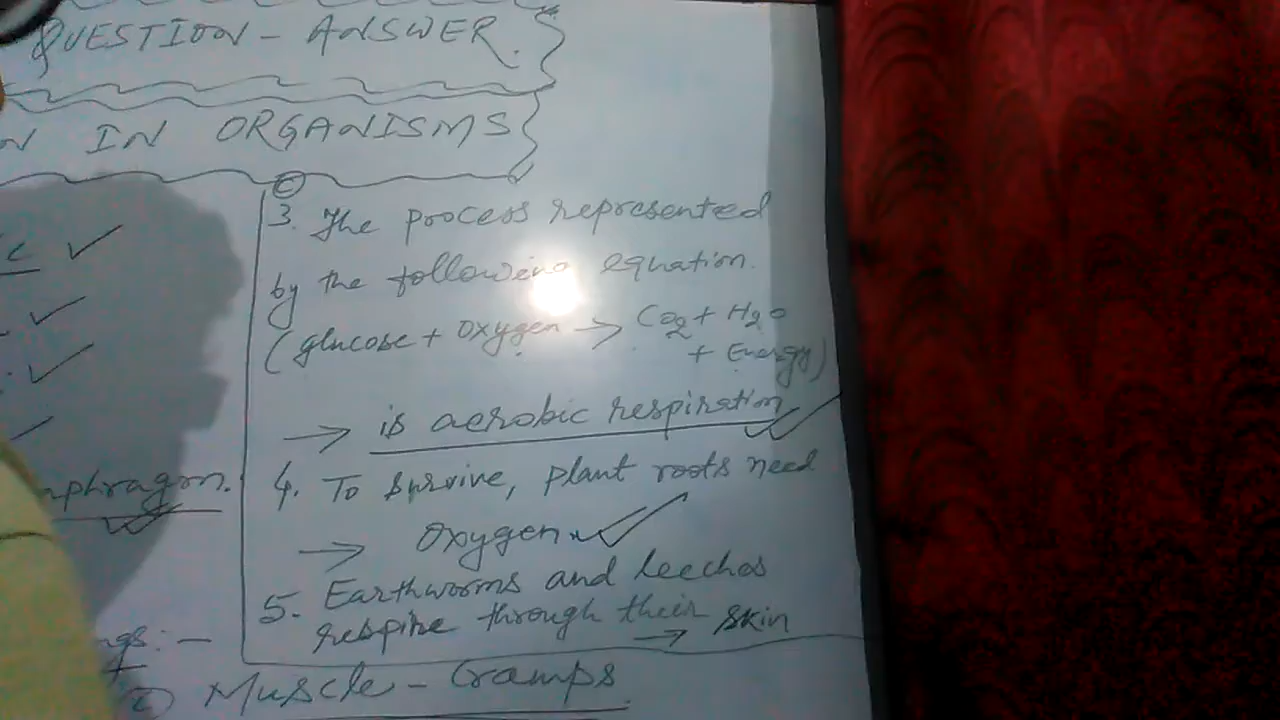 QUESTION - ANSWER.
N IN ORGANISMS
C
3. The process represented
by the following equation.
(glucose + oxygen → CO2 + H2O
+ Energy)
→ is aerobic respiration
4. To survive, plant roots need
→ oxygen.
5. Earthworms and leeches
respire through their
→ skin
c
phragm.
ngs: —
② Muscle - Cramps